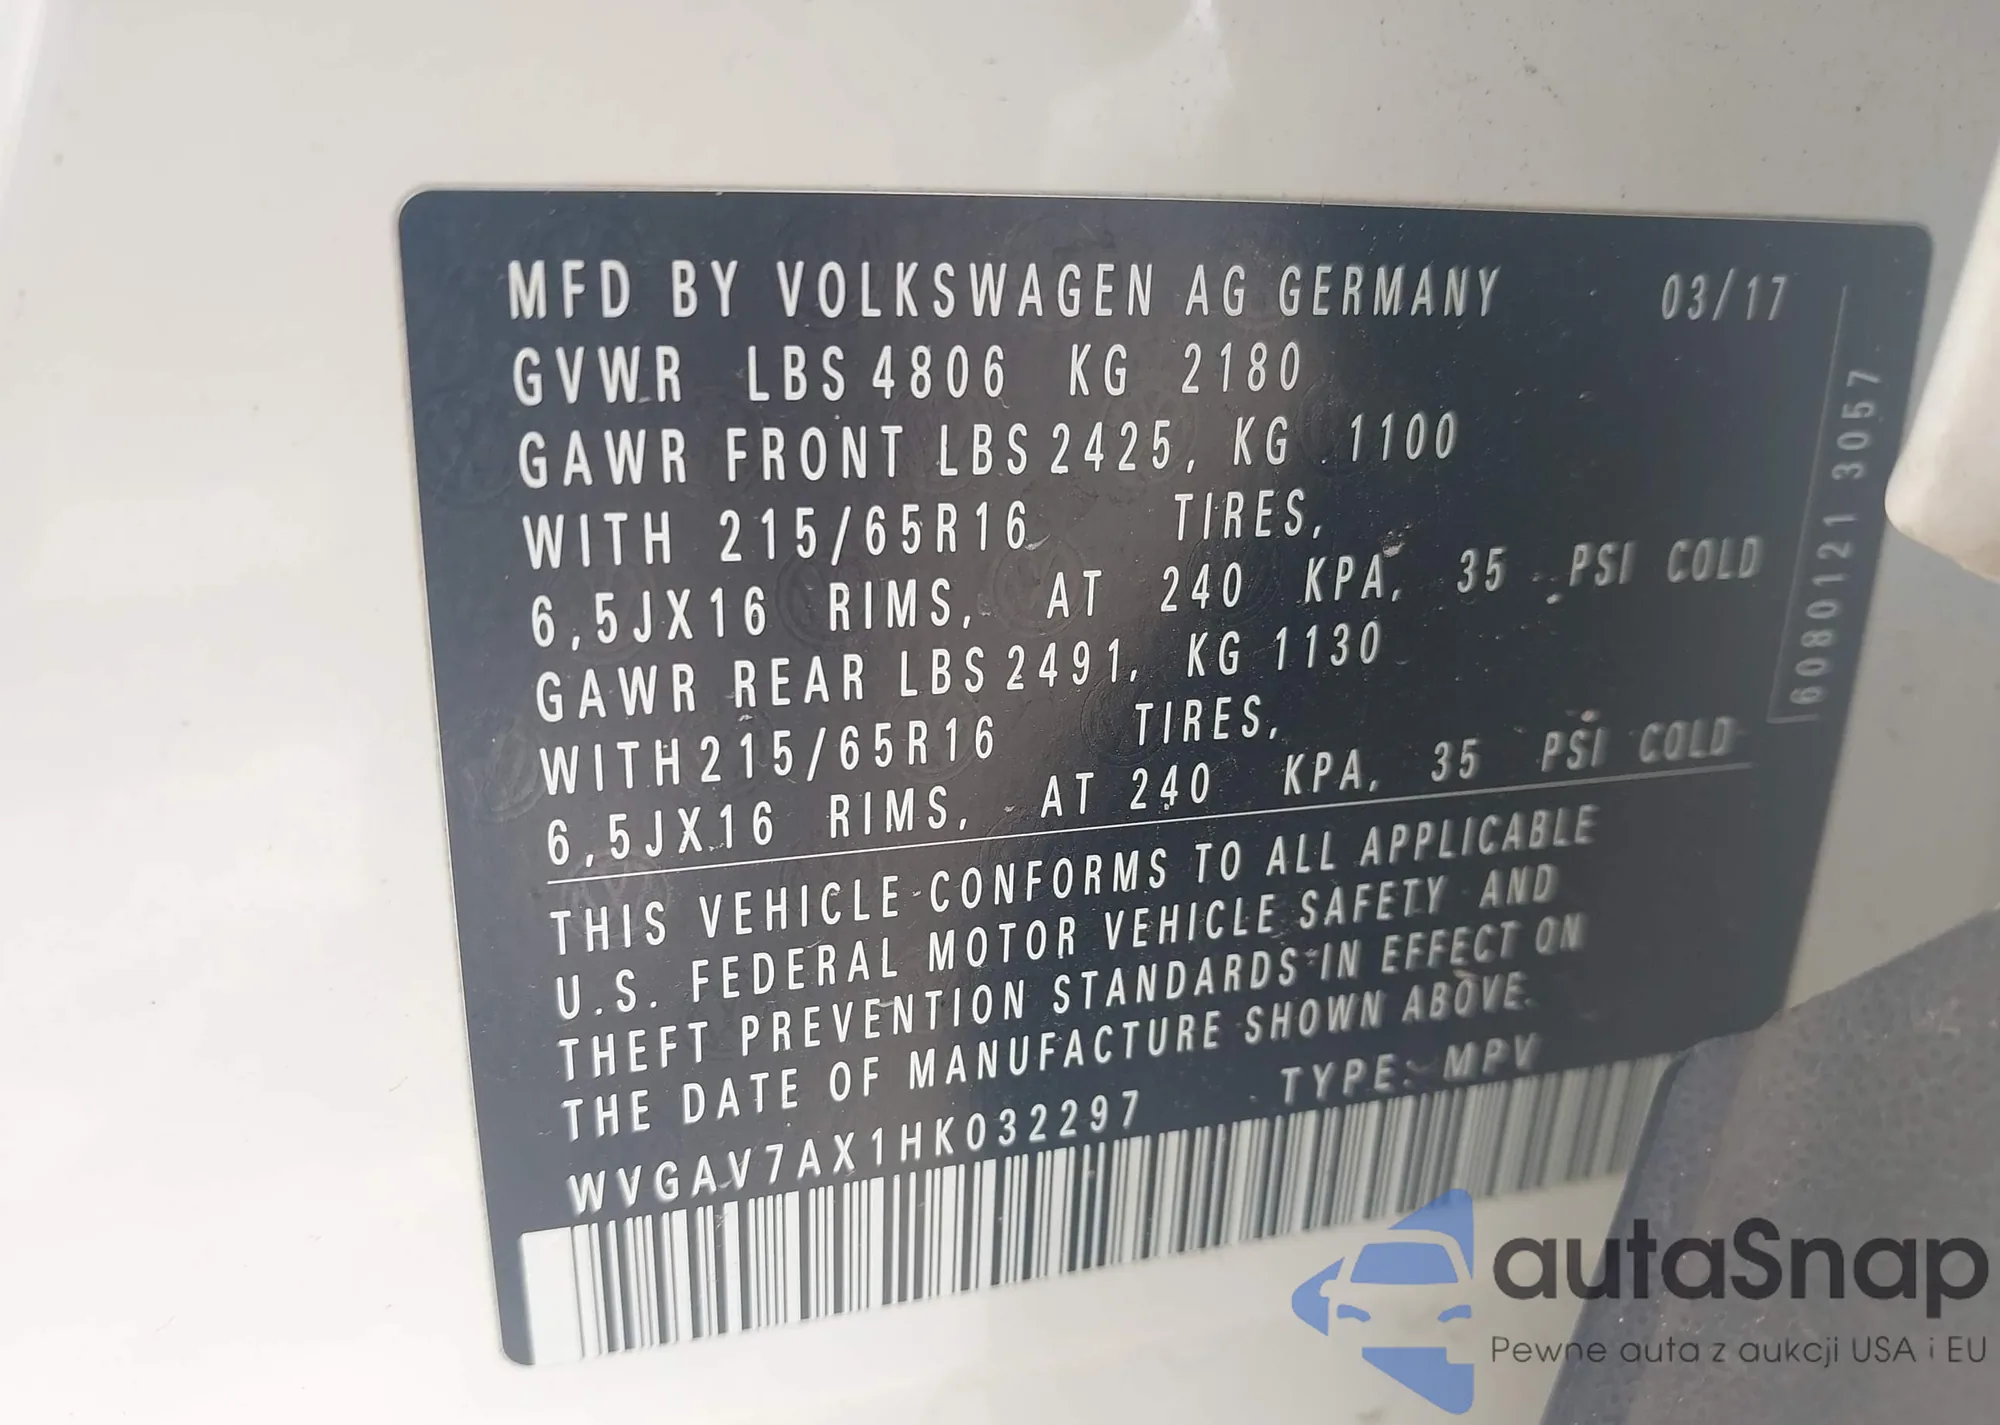 MFD BY VOLKSWAGEN AG GERMANY 03/17
GVWR LBS 4806 KG 2180
GAWR FRONT LBS 2425, KG 1100
WITH 215/65R16 TIRES,
6,5JX16 RIMS, AT 240 KPA, 35 PSI COLD
GAWR REAR LBS 2491, KG 1130
WITH 215/65R16 TIRES,
6,5JX16 RIMS, AT 240 KPA, 35 PSI COLD
THIS VEHICLE CONFORMS TO ALL APPLICABLE
U.S. FEDERAL MOTOR VEHICLE SAFETY AND
THEFT PREVENTION STANDARDS IN EFFECT ON
THE DATE OF MANUFACTURE SHOWN ABOVE.
WVGAV7AX1HK032297 TYPE: MPV
6080121 3057
autaSnap
Pewne auta z aukcji USA i EU